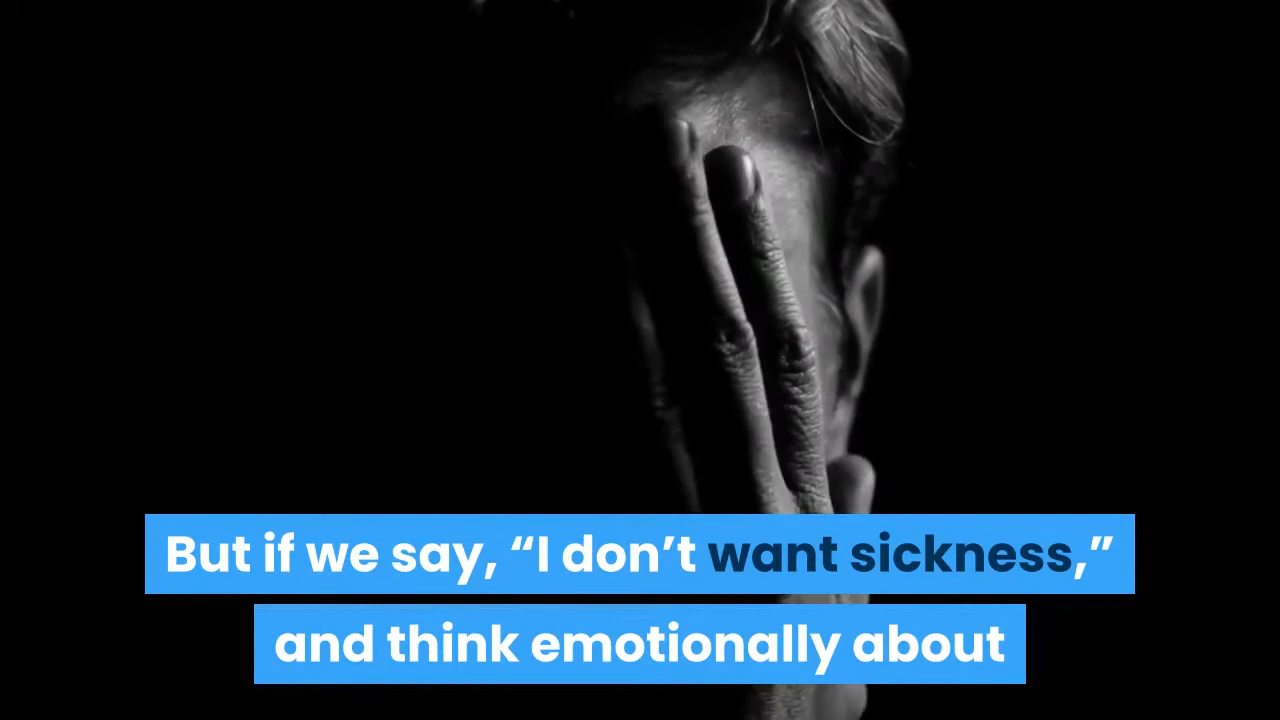 But if we say, “I don’t want sickness,”
and think emotionally about